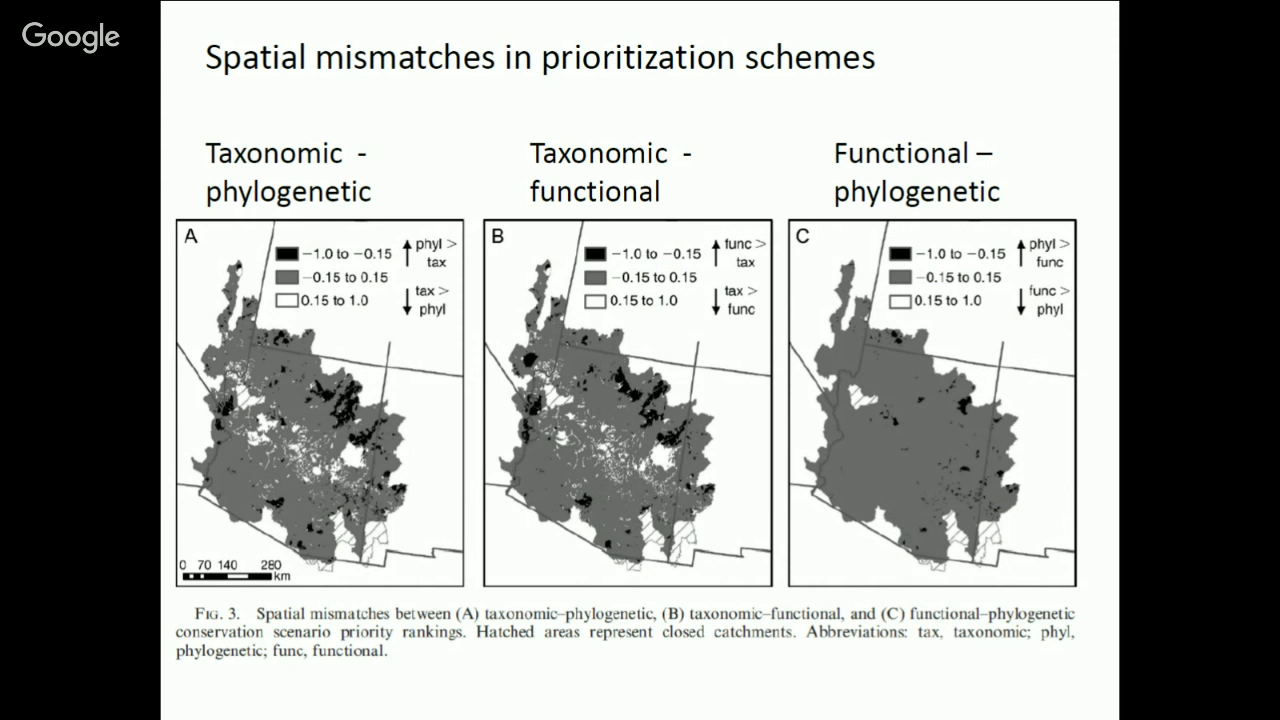 Google
Spatial mismatches in prioritization schemes
Taxonomic -
phylogenetic
Taxonomic -
functional
Functional –
phylogenetic
A
−1.0 to −0.15
−0.15 to 0.15
0.15 to 1.0
phyl >
tax
tax >
phyl
0 70 140 280
km
B
−1.0 to −0.15
−0.15 to 0.15
0.15 to 1.0
func >
tax
tax >
func
C
−1.0 to −0.15
−0.15 to 0.15
0.15 to 1.0
phyl >
func
func >
phyl
FIG. 3. Spatial mismatches between (A) taxonomic–phylogenetic, (B) taxonomic–functional, and (C) functional–phylogenetic
conservation scenario priority rankings. Hatched areas represent closed catchments. Abbreviations: tax, taxonomic; phyl,
phylogenetic; func, functional.